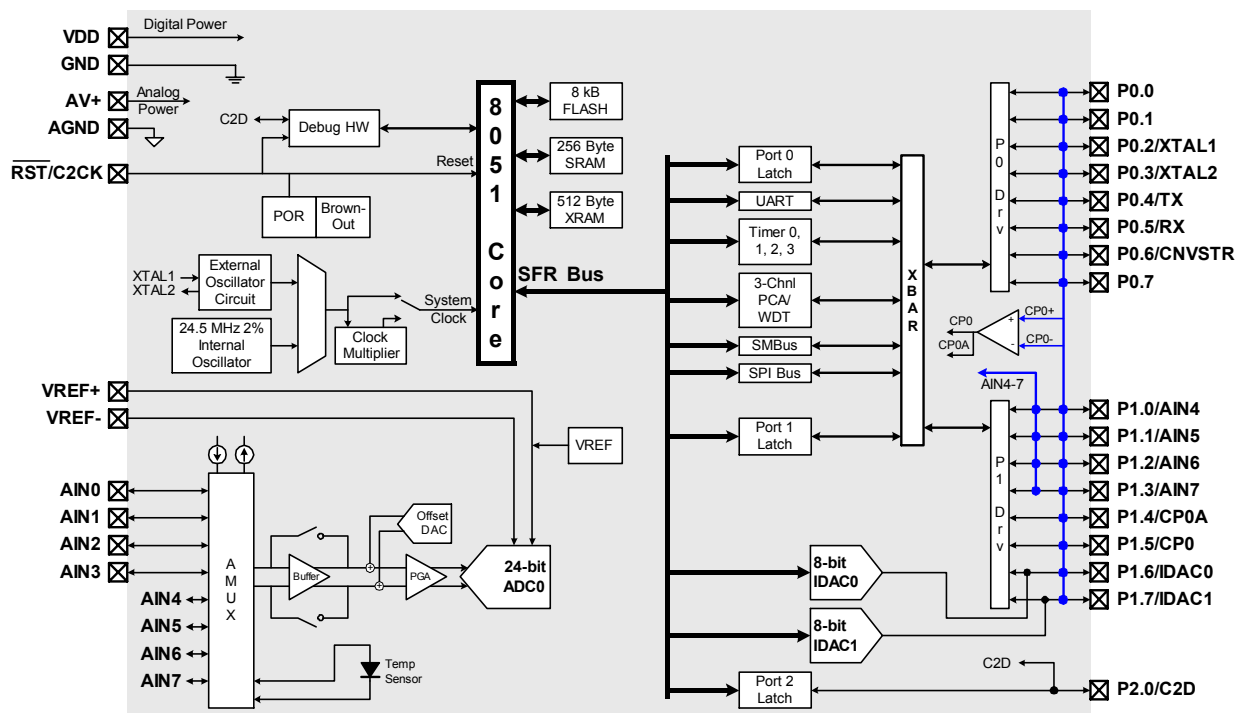 VDD
Digital Power
GND
AV+
Analog
Power
AGND
RST/C2CK
C2D
Debug HW
Reset
POR
Brown-
Out
XTAL1
XTAL2
External
Oscillator
Circuit
24.5 MHz 2%
Internal
Oscillator
Clock
Multiplier
System
Clock
8
0
5
1
C
o
r
e
8 kB
FLASH
256 Byte
SRAM
512 Byte
XRAM
SFR Bus
Port 0
Latch
UART
Timer 0,
1, 2, 3
3-Chnl
PCA/
WDT
SMBus
SPI Bus
Port 1
Latch
X
B
A
R
P
0
D
r
v
P0.0
P0.1
P0.2/XTAL1
P0.3/XTAL2
P0.4/TX
P0.5/RX
P0.6/CNVSTR
P0.7
CP0
CP0A
+
-
CP0+
CP0-
AIN4-7
P
1
D
r
v
P1.0/AIN4
P1.1/AIN5
P1.2/AIN6
P1.3/AIN7
P1.4/CP0A
P1.5/CP0
P1.6/IDAC0
P1.7/IDAC1
VREF+
VREF-
VREF
AIN0
AIN1
AIN2
AIN3
AIN4
AIN5
AIN6
AIN7
A
M
U
X
Buffer
+
+
Offset
DAC
PGA
24-bit
ADC0
Temp
Sensor
8-bit
IDAC0
8-bit
IDAC1
Port 2
Latch
C2D
P2.0/C2D